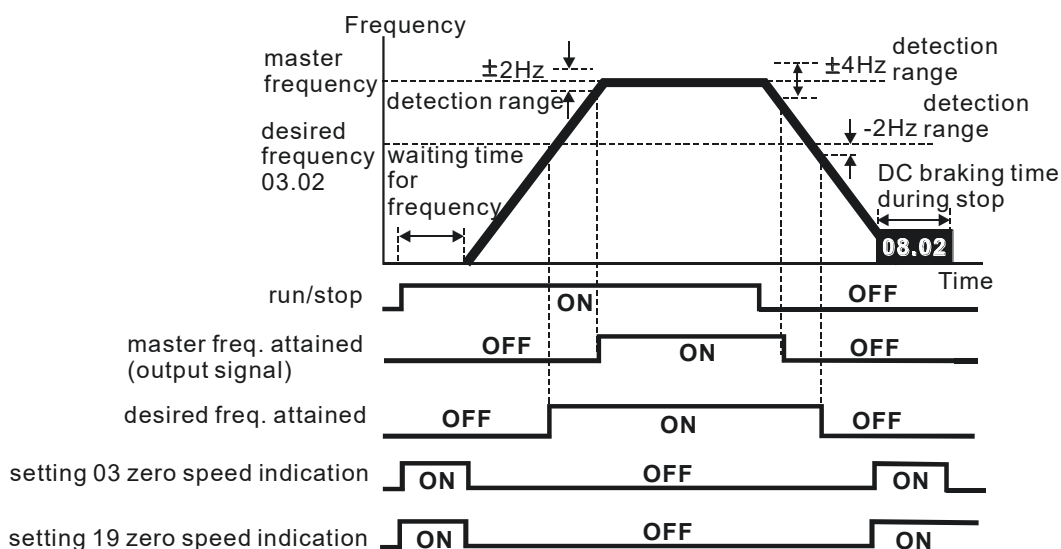 Frequency
master
frequency
±2Hz
detection range
±4Hz
detection
range
desired
frequency
03.02
waiting time
for
frequency
-2Hz
detection
range
DC braking time
during stop
08.02
Time
run/stop
ON
OFF
master freq. attained
(output signal)
OFF
ON
OFF
desired freq. attained
OFF
ON
OFF
setting 03 zero speed indication
ON
OFF
ON
setting 19 zero speed indication
ON
OFF
ON